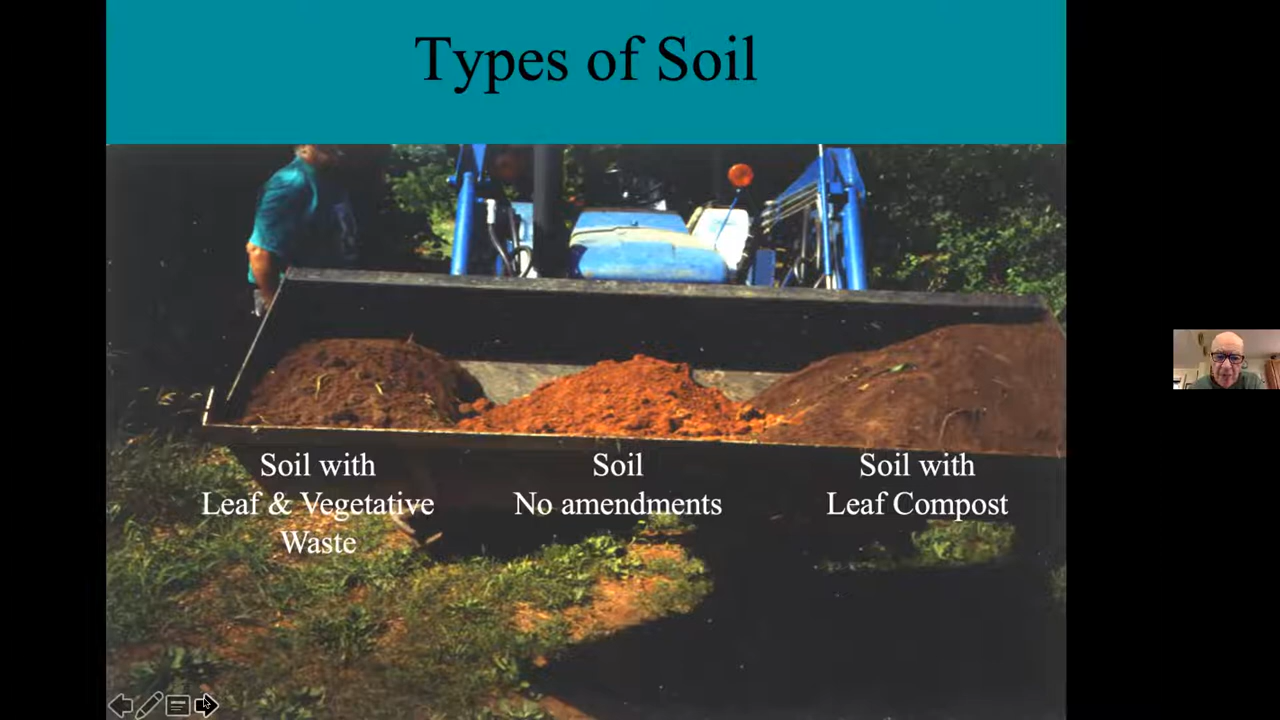 Types of Soil
Soil with
Leaf & Vegetative
Waste
Soil
No amendments
Soil with
Leaf Compost